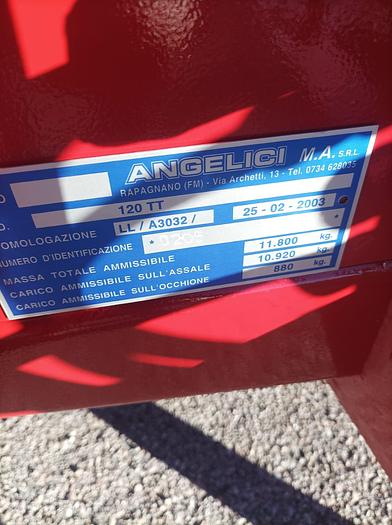 ANGELICI M.A. S.R.L.
RAPAGNANO (FM) - Via Archetti, 13 - Tel. 0734 628035
120 TT
OMOLOGAZIONE LL / A3032 / 25 - 02 - 2003
NUMERO D'IDENTIFICAZIONE *
MASSA TOTALE AMMISSIBILE 11.800 kg.
CARICO AMMISSIBILE SULL'ASSALE 10.920 kg.
CARICO AMMISSIBILE SULL'OCCHIONE 880 kg.